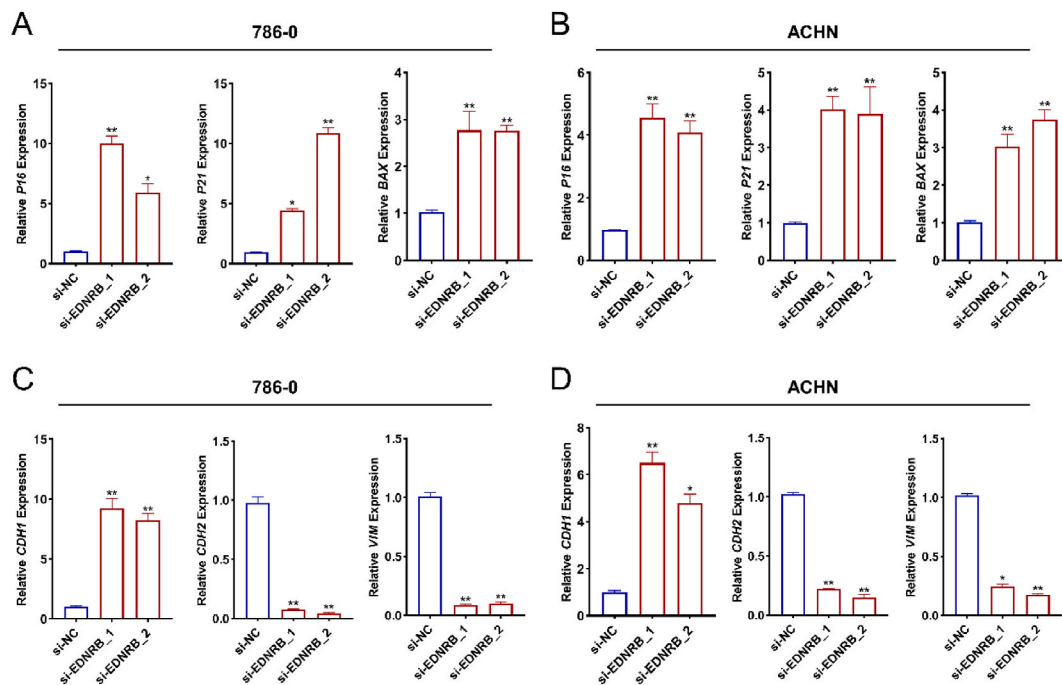 A
786-0
Relative P16 Expression
15
10
5
0
**
+
si-NC
si-EDNRB_1
si-EDNRB_2
Relative P21 Expression
15
10
5
0
*
**
si-NC
si-EDNRB_1
si-EDNRB_2
Relative BAX Expression
4
3
2
1
0
**
**
si-NC
si-EDNRB_1
si-EDNRB_2
B
ACHN
Relative P16 Expression
6
4
2
0
**
**
si-NC
si-EDNRB_1
si-EDNRB_2
Relative P21 Expression
5
4
3
2
1
0
**
**
si-NC
si-EDNRB_1
si-EDNRB_2
Relative BAX Expression
5
4
3
2
1
0
**
**
si-NC
si-EDNRB_1
si-EDNRB_2
C
786-0
Relative CDH1 Expression
15
10
5
0
**
**
si-NC
si-EDNRB_1
si-EDNRB_2
Relative CDH2 Expression
1.5
1.0
0.5
0.0
**
**
si-NC
si-EDNRB_1
si-EDNRB_2
Relative VIM Expression
1.5
1.0
0.5
0.0
**
**
si-NC
si-EDNRB_1
si-EDNRB_2
D
ACHN
Relative CDH1 Expression
8
6
4
2
0
**
*
si-NC
si-EDNRB_1
si-EDNRB_2
Relative CDH2 Expression
1.5
1.0
0.5
0.0
**
**
si-NC
si-EDNRB_1
si-EDNRB_2
Relative VIM Expression
1.5
1.0
0.5
0.0
*
**
si-NC
si-EDNRB_1
si-EDNRB_2